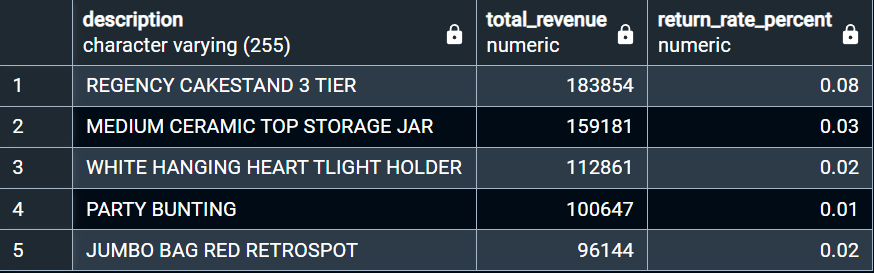 description total_revenue return_rate_percent
character varying (255) numeric numeric
1 REGENCY CAKESTAND 3 TIER 183854 0.08
2 MEDIUM CERAMIC TOP STORAGE JAR 159181 0.03
3 WHITE HANGING HEART TLIGHT HOLDER 112861 0.02
4 PARTY BUNTING 100647 0.01
5 JUMBO BAG RED RETROSPOT 96144 0.02